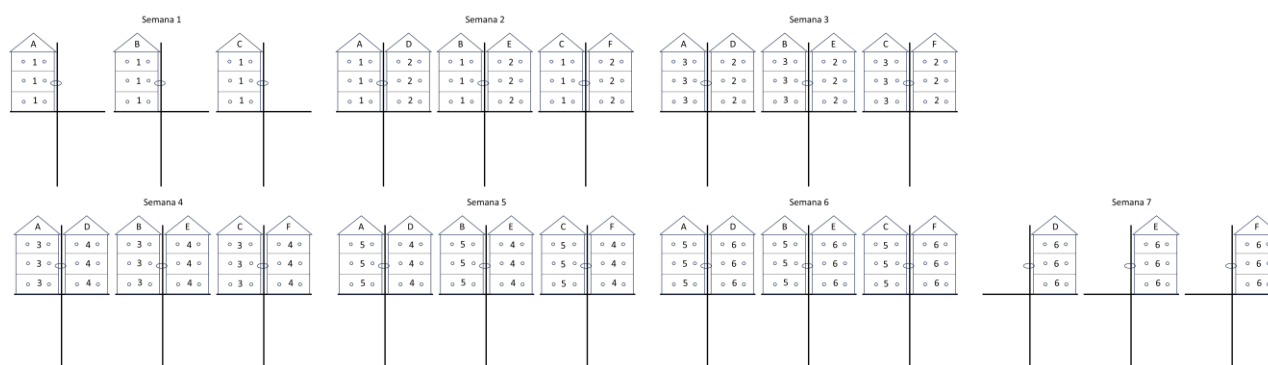 Semana 1 Semana 2 Semana 3
A B C A D B E C F A D B E C F
1 1 1 1 2 1 2 1 2 3 2 3 2 3 2
1 1 1 1 2 1 2 1 2 3 2 3 2 3 2
1 1 1 1 2 1 2 1 2 3 2 3 2 3 2
Semana 4 Semana 5 Semana 6 Semana 7
A D B E C F A D B E C F A D B E C F D E F
3 4 3 4 3 4 5 4 5 4 5 4 5 6 5 6 5 6 6 6 6
3 4 3 4 3 4 5 4 5 4 5 4 5 6 5 6 5 6 6 6 6
3 4 3 4 3 4 5 4 5 4 5 4 5 6 5 6 5 6 6 6 6